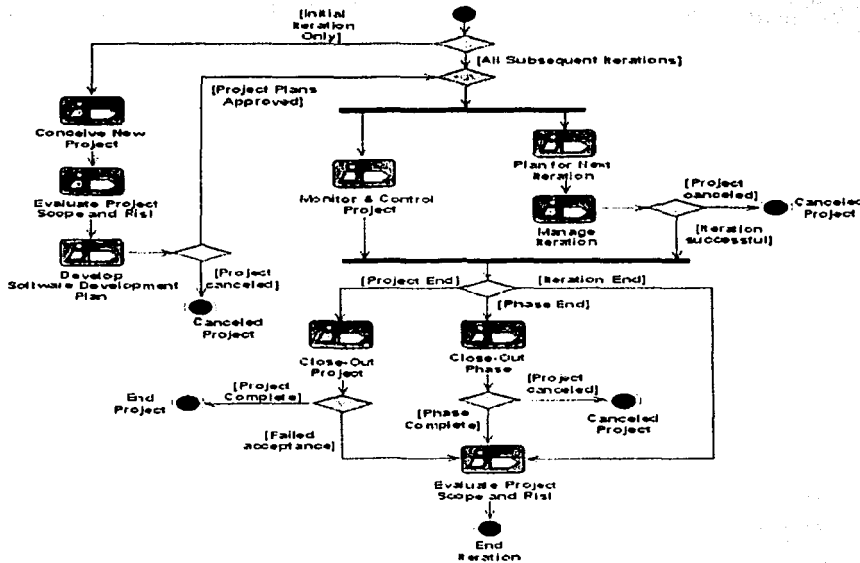 [Initial
Iteration
Only]
[All Subsequent Iterations]
[Project Plans
Approved]
Conceive New
Project
Plan for Next
Iteration
Evaluate Project
Scope and Risl
Monitor & Control
Project
[Project
canceled]
Canceled
Project
Manage
Iteration
[Iteration
successful]
Develop
Software Development
Plan
[Project
canceled]
Canceled
Project
[Project End]
[Iteration End]
[Phase End]
Close-Out
Project
Close-Out
Phase
End
Project
[Project
Complete]
[Project
canceled]
[Phase
Complete]
Canceled
Project
[Failed
acceptance]
Evaluate Project
Scope and Risl
End
Iteration